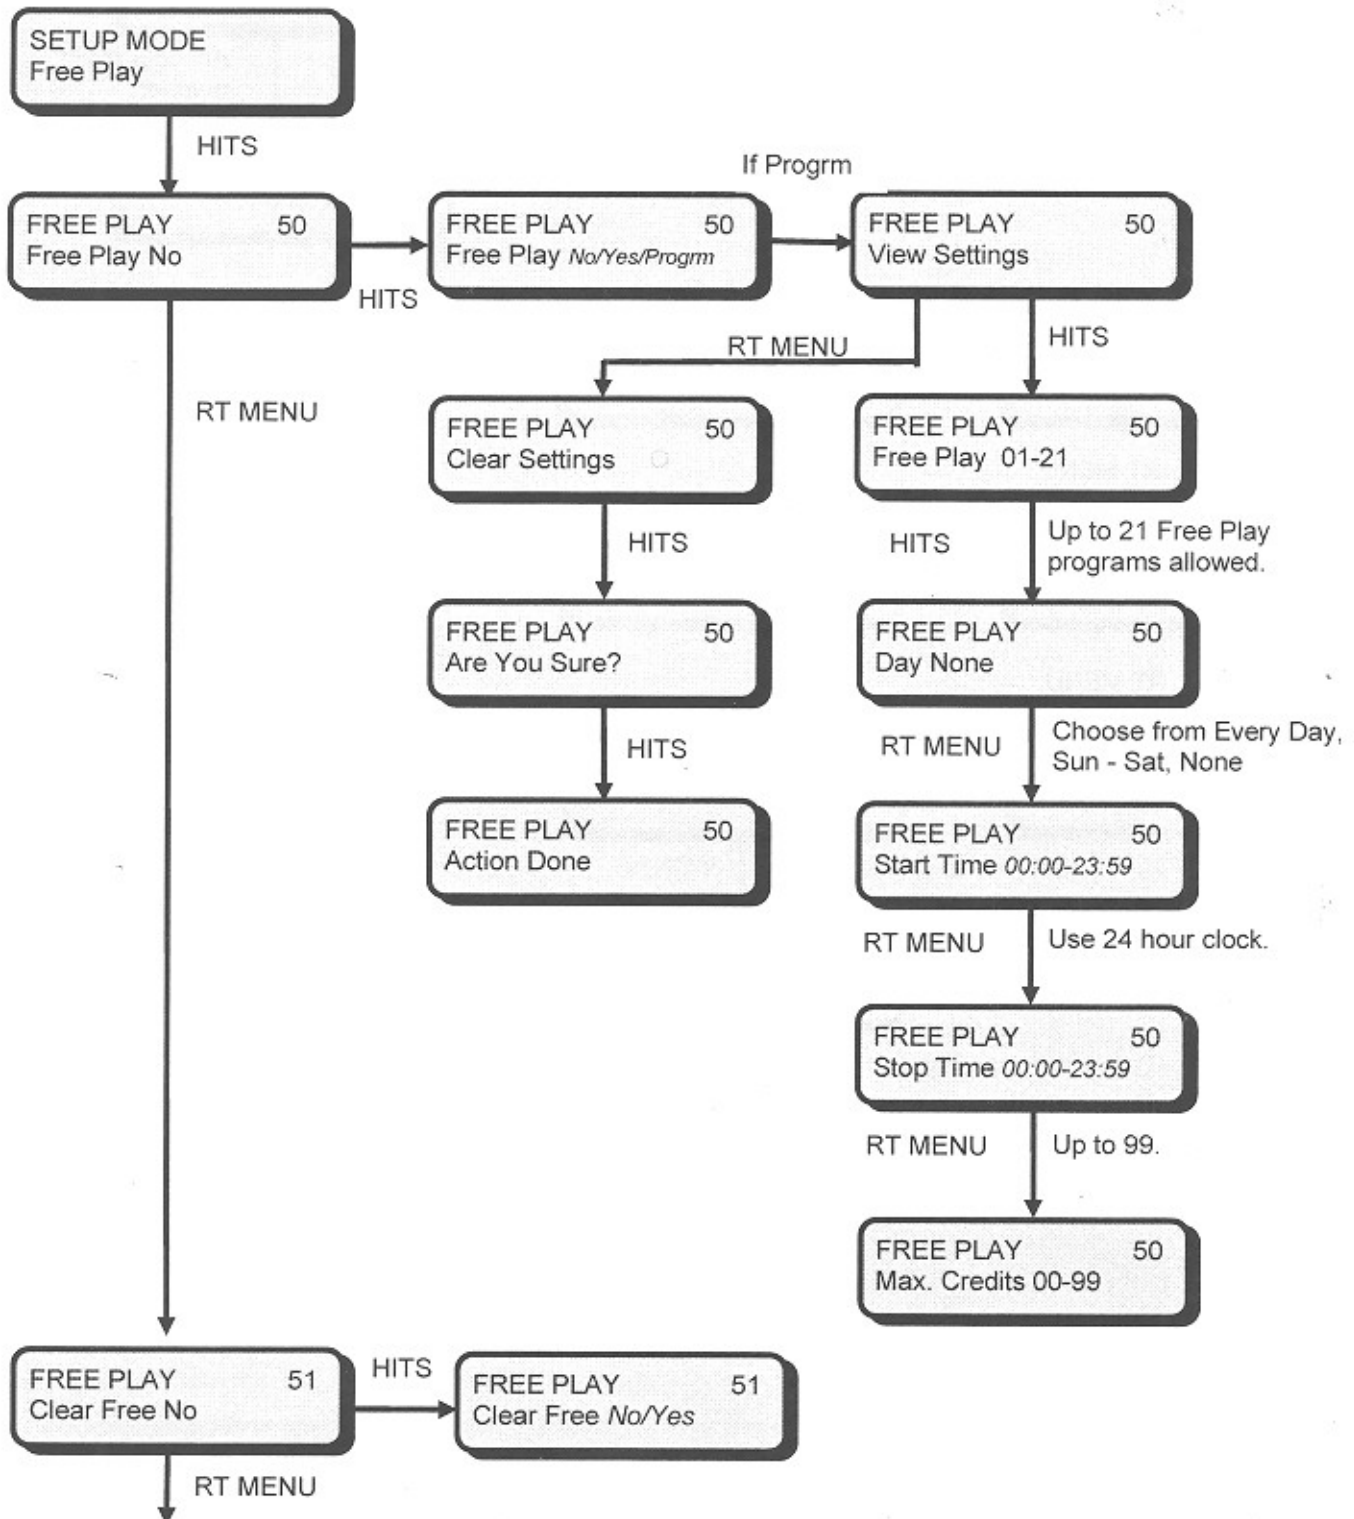 SETUP MODE
Free Play
HITS
If Progrm
FREE PLAY 50
Free Play No
HITS
FREE PLAY 50
Free Play No/Yes/Progrm
FREE PLAY 50
View Settings
RT MENU
HITS
RT MENU
FREE PLAY 50
Clear Settings
FREE PLAY 50
Free Play 01-21
HITS
HITS
Up to 21 Free Play
programs allowed.
FREE PLAY 50
Are You Sure?
FREE PLAY 50
Day None
HITS
RT MENU
Choose from Every Day,
Sun - Sat, None
FREE PLAY 50
Action Done
FREE PLAY 50
Start Time 00:00-23:59
RT MENU
Use 24 hour clock.
FREE PLAY 50
Stop Time 00:00-23:59
RT MENU
Up to 99.
FREE PLAY 50
Max. Credits 00-99
FREE PLAY 51
Clear Free No
HITS
FREE PLAY 51
Clear Free No/Yes
RT MENU